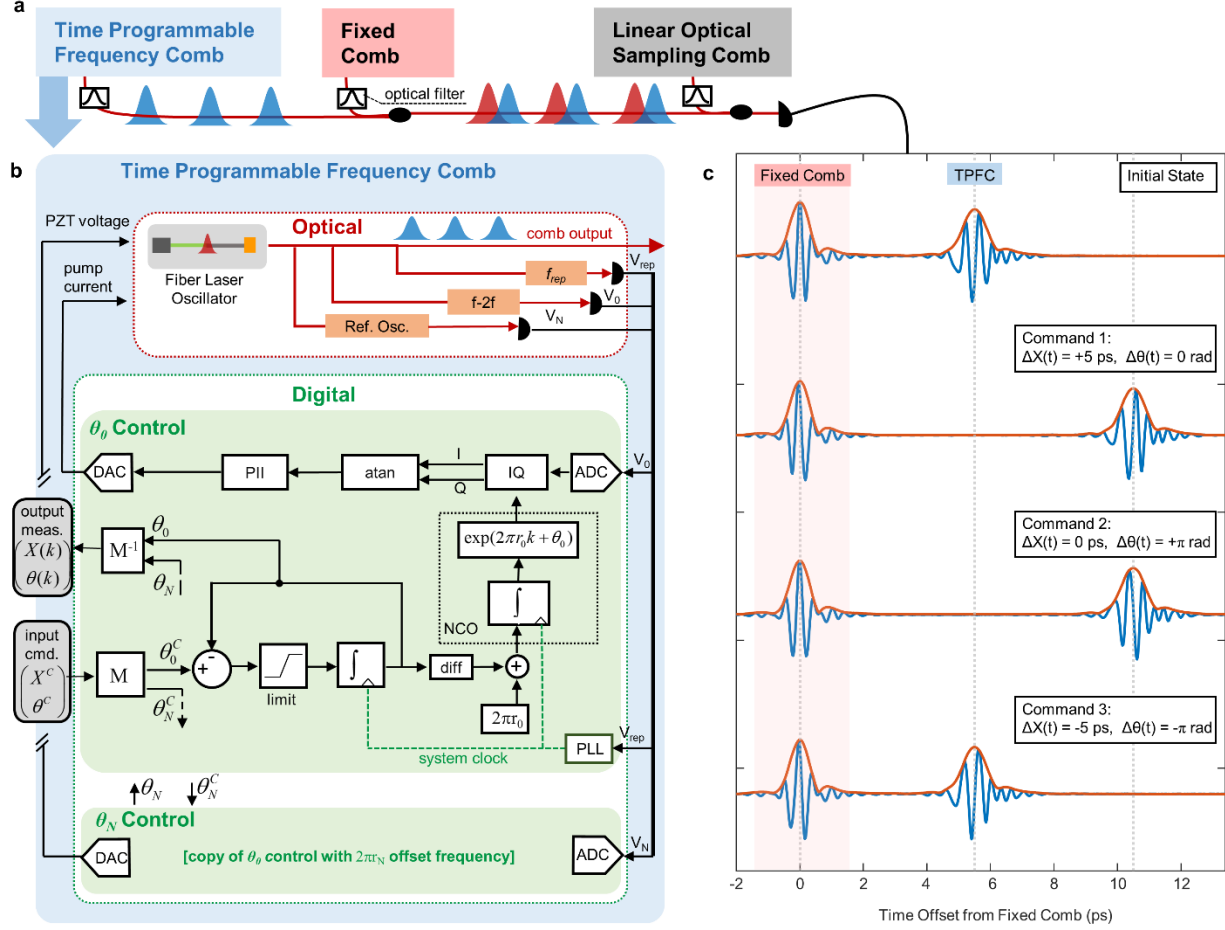 a
Time Programmable
Frequency Comb
Fixed
Comb
Linear Optical
Sampling Comb
optical filter
b
Time Programmable Frequency Comb
PZT voltage
pump
current
Optical
comb output
Fiber Laser
Oscillator
f_rep
V_rep
f-2f
V_0
Ref. Osc.
V_N
Digital
θ_0 Control
DAC
PII
atan
I
Q
IQ
ADC
V_0
output
meas.
(X(k)
θ(k))
M⁻¹
θ_0
θ_N
exp(2πr_0k + θ_0)
∫
NCO
input
cmd.
(X^C
θ^C)
M
θ_0^C
θ_N^C
+ -
limit
∫
diff
+
2πr_0
system clock
PLL
V_rep
θ_N
θ_N^C
θ_N Control
DAC
[copy of θ_0 control with 2πr_N offset frequency]
ADC
V_N
c
Fixed Comb
TPFC
Initial State
Command 1:
ΔX(t) = +5 ps, Δθ(t) = 0 rad
Command 2:
ΔX(t) = 0 ps, Δθ(t) = +π rad
Command 3:
ΔX(t) = -5 ps, Δθ(t) = -π rad
-2 0 2 4 6 8 10 12
Time Offset from Fixed Comb (ps)